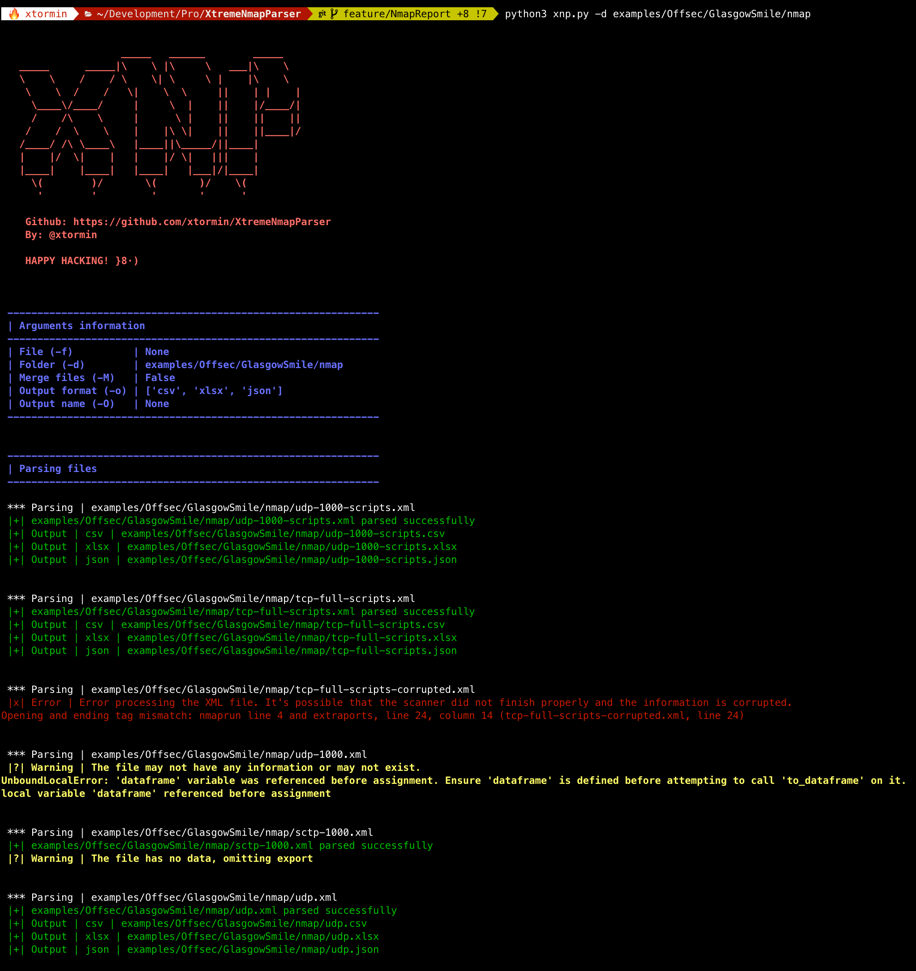 xtormin ~/Development/Pro/XtremeNmapParser feature/NmapReport +8 !7 python3 xnp.py -d examples/Offsec/GlasgowSmile/nmap
Github: https://github.com/xtormin/XtremeNmapParser
By: @xtormin
HAPPY HACKING! }8·)
| Arguments information
| File (-f) | None
| Folder (-d) | examples/Offsec/GlasgowSmile/nmap
| Merge files (-M) | False
| Output format (-o) | ['csv', 'xlsx', 'json']
| Output name (-O) | None
| Parsing files
*** Parsing | examples/Offsec/GlasgowSmile/nmap/udp-1000-scripts.xml
|+| examples/Offsec/GlasgowSmile/nmap/udp-1000-scripts.xml parsed successfully
|+| Output | csv | examples/Offsec/GlasgowSmile/nmap/udp-1000-scripts.csv
|+| Output | xlsx | examples/Offsec/GlasgowSmile/nmap/udp-1000-scripts.xlsx
|+| Output | json | examples/Offsec/GlasgowSmile/nmap/udp-1000-scripts.json
*** Parsing | examples/Offsec/GlasgowSmile/nmap/tcp-full-scripts.xml
|+| examples/Offsec/GlasgowSmile/nmap/tcp-full-scripts.xml parsed successfully
|+| Output | csv | examples/Offsec/GlasgowSmile/nmap/tcp-full-scripts.csv
|+| Output | xlsx | examples/Offsec/GlasgowSmile/nmap/tcp-full-scripts.xlsx
|+| Output | json | examples/Offsec/GlasgowSmile/nmap/tcp-full-scripts.json
*** Parsing | examples/Offsec/GlasgowSmile/nmap/tcp-full-scripts-corrupted.xml
|x| Error | Error processing the XML file. It's possible that the scanner did not finish properly and the information is corrupted.
Opening and ending tag mismatch: nmaprun line 4 and extraports, line 24, column 14 (tcp-full-scripts-corrupted.xml, line 24)
*** Parsing | examples/Offsec/GlasgowSmile/nmap/udp-1000.xml
|?| Warning | The file may not have any information or may not exist.
UnboundLocalError: 'dataframe' variable was referenced before assignment. Ensure 'dataframe' is defined before attempting to call 'to_dataframe' on it.
local variable 'dataframe' referenced before assignment
*** Parsing | examples/Offsec/GlasgowSmile/nmap/sctp-1000.xml
|+| examples/Offsec/GlasgowSmile/nmap/sctp-1000.xml parsed successfully
|?| Warning | The file has no data, omitting export
*** Parsing | examples/Offsec/GlasgowSmile/nmap/udp.xml
|+| examples/Offsec/GlasgowSmile/nmap/udp.xml parsed successfully
|+| Output | csv | examples/Offsec/GlasgowSmile/nmap/udp.csv
|+| Output | xlsx | examples/Offsec/GlasgowSmile/nmap/udp.xlsx
|+| Output | json | examples/Offsec/GlasgowSmile/nmap/udp.json